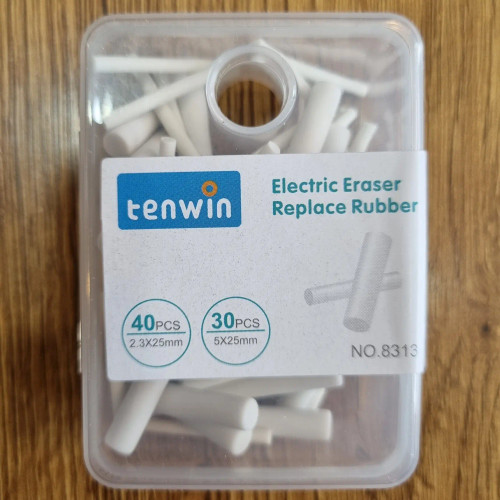 tenwin
Electric Eraser
Replace Rubber
40PCS
2.3X25mm
30PCS
5X25mm
NO.8313